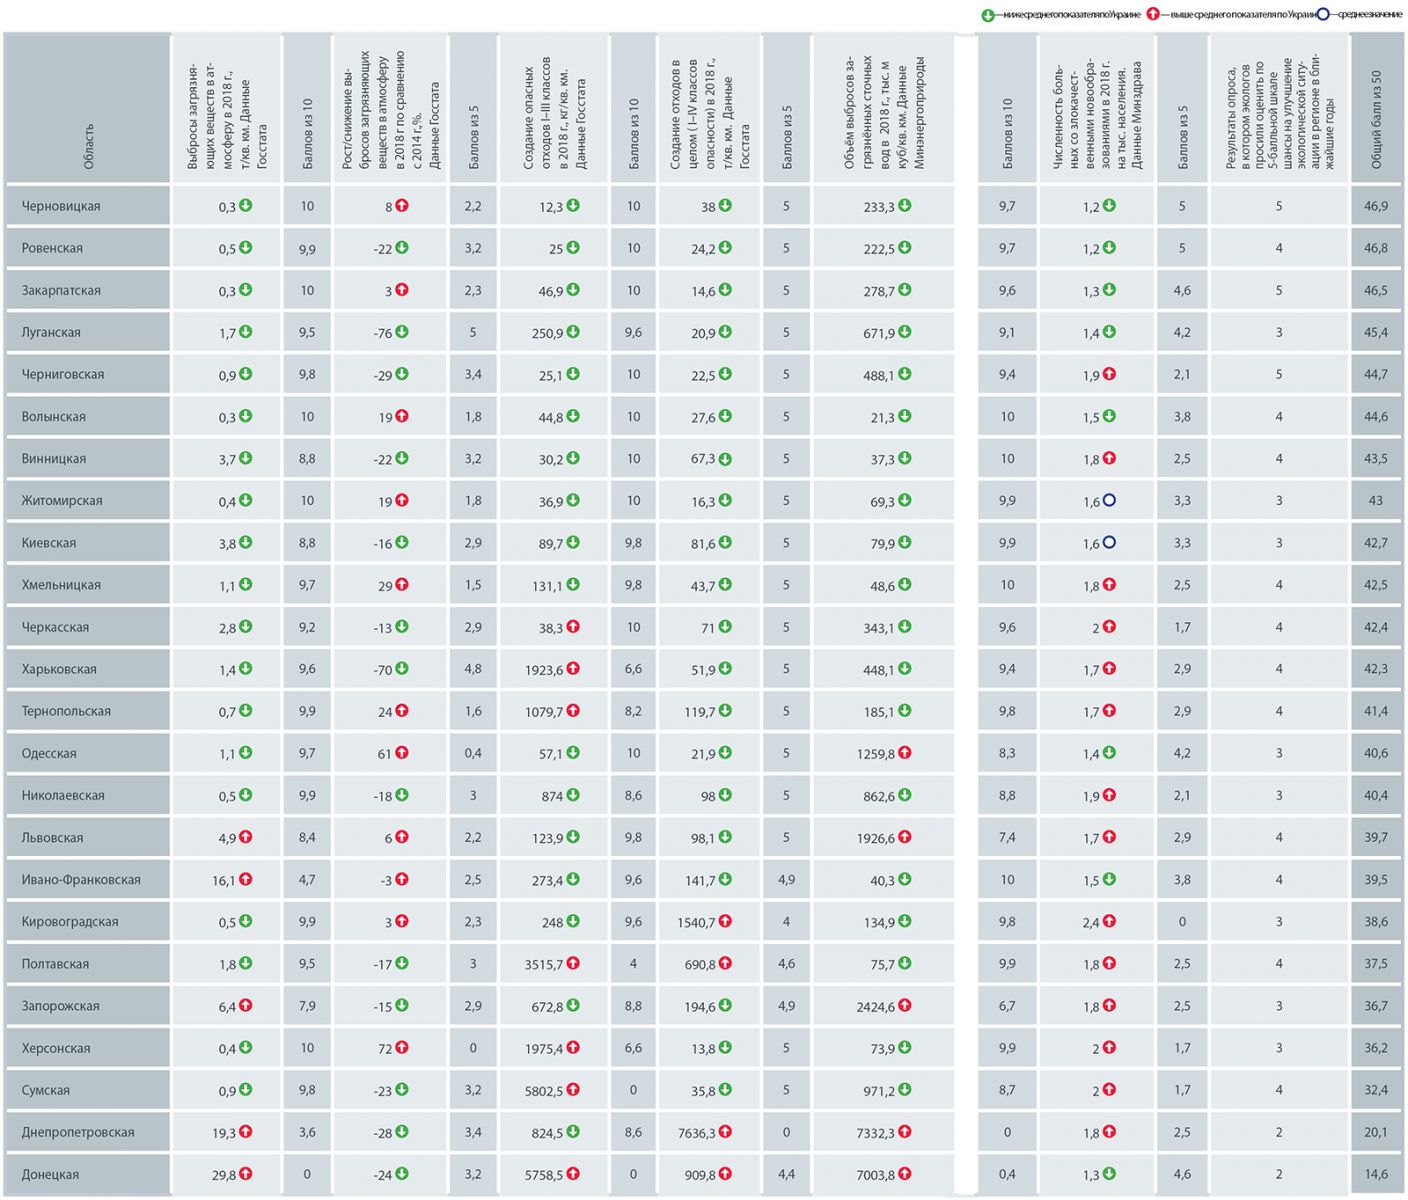 ниже среднего показателя по Украине выше среднего показателя по Украине среднее значение
Область
Выбросы загрязня-
ющих веществ в ат-
мосферу в 2018 г.,
т/кв. км. Данные
Госстата
Баллов из 10
Рост/снижение вы-
бросов загрязняющих
веществ в атмосферу
в 2018 г по сравнению
с 2014 г.,%.
Данные Госстата
Баллов из 5
Создание опасных
отходов I–III классов
в 2018 г., кг/кв. км.
Данные Госстата
Баллов из 10
Создание отходов в
целом ( I–IV классов
опасности) в 2018 г.,
т/кв. км. Данные
Госстата
Баллов из 5
Объём выбросов за-
грязнённых сточных
вод в 2018 г., тыс. м
куб/кв. км. Данные
Минэнергоприроды
Баллов из 10
Численность боль-
ных со злокачест-
венными новообра-
зованиями в 2018 г.
на тыс. населения.
Данные Минздрава
Баллов из 5
Результаты опроса,
в котором экологов
просили оценить по
5-балльной шкале
шансы на улучшение
экологической ситу-
ации в регионе в бли-
жайшие годы
Общий балл из 50
Черновицкая 0,3 10 8 2,2 12,3 10 38 5 233,3 9,7 1,2 5 5 46,9
Ровенская 0,5 9,9 -22 3,2 25 10 24,2 5 222,5 9,7 1,2 5 4 46,8
Закарпатская 0,3 10 3 2,3 46,9 10 14,6 5 278,7 9,6 1,3 4,6 5 46,5
Луганская 1,7 9,5 -76 5 250,9 9,6 20,9 5 671,9 9,1 1,4 4,2 3 45,4
Черниговская 0,9 9,8 -29 3,4 25,1 10 22,5 5 488,1 9,4 1,9 2,1 5 44,7
Волынская 0,3 10 19 1,8 44,8 10 27,6 5 21,3 10 1,5 3,8 4 44,6
Винницкая 3,7 8,8 -22 3,2 30,2 10 67,3 5 37,3 10 1,8 2,5 4 43,5
Житомирская 0,4 10 19 1,8 36,9 10 16,3 5 69,3 9,9 1,6 3,3 3 43
Киевская 3,8 8,8 -16 2,9 89,7 9,8 81,6 5 79,9 9,9 1,6 3,3 3 42,7
Хмельницкая 1,1 9,7 29 1,5 131,1 9,8 43,7 5 48,6 10 1,8 2,5 4 42,5
Черкасская 2,8 9,2 -13 2,9 38,3 10 71 5 343,1 9,6 2 1,7 4 42,4
Харьковская 1,4 9,6 -70 4,8 1923,6 6,6 51,9 5 448,1 9,4 1,7 2,9 4 42,3
Тернопольская 0,7 9,9 24 1,6 1079,7 8,2 119,7 5 185,1 9,8 1,7 2,9 4 41,4
Одесская 1,1 9,7 61 0,4 57,1 10 21,9 5 1259,8 8,3 1,4 4,2 3 40,6
Николаевская 0,5 9,9 -18 3 874 8,6 98 5 862,6 8,8 1,9 2,1 3 40,4
Львовская 4,9 8,4 6 2,2 123,9 9,8 98,1 5 1926,6 7,4 1,7 2,9 4 39,7
Ивано-Франковская 16,1 4,7 -3 2,5 273,4 9,6 141,7 4,9 40,3 10 1,5 3,8 4 39,5
Кировоградская 0,5 9,9 3 2,3 248 9,6 1540,7 4 134,9 9,8 2,4 0 3 38,6
Полтавская 1,8 9,5 -17 3 3515,7 4 690,8 4,6 75,7 9,9 1,8 2,5 4 37,5
Запорожская 6,4 7,9 -15 2,9 672,8 8,8 194,6 4,9 2424,6 6,7 1,8 2,5 3 36,7
Херсонская 0,4 10 72 0 1975,4 6,6 13,8 5 73,9 9,9 2 1,7 3 36,2
Сумская 0,9 9,8 -23 3,2 5802,5 0 35,8 5 971,2 8,7 2 1,7 4 32,4
Днепропетровская 19,3 3,6 -28 3,4 824,5 8,6 7636,3 0 7332,3 0 1,8 2,5 2 20,1
Донецкая 29,8 0 -24 3,2 5758,5 0 909,8 4,4 7003,8 0,4 1,3 4,6 2 14,6